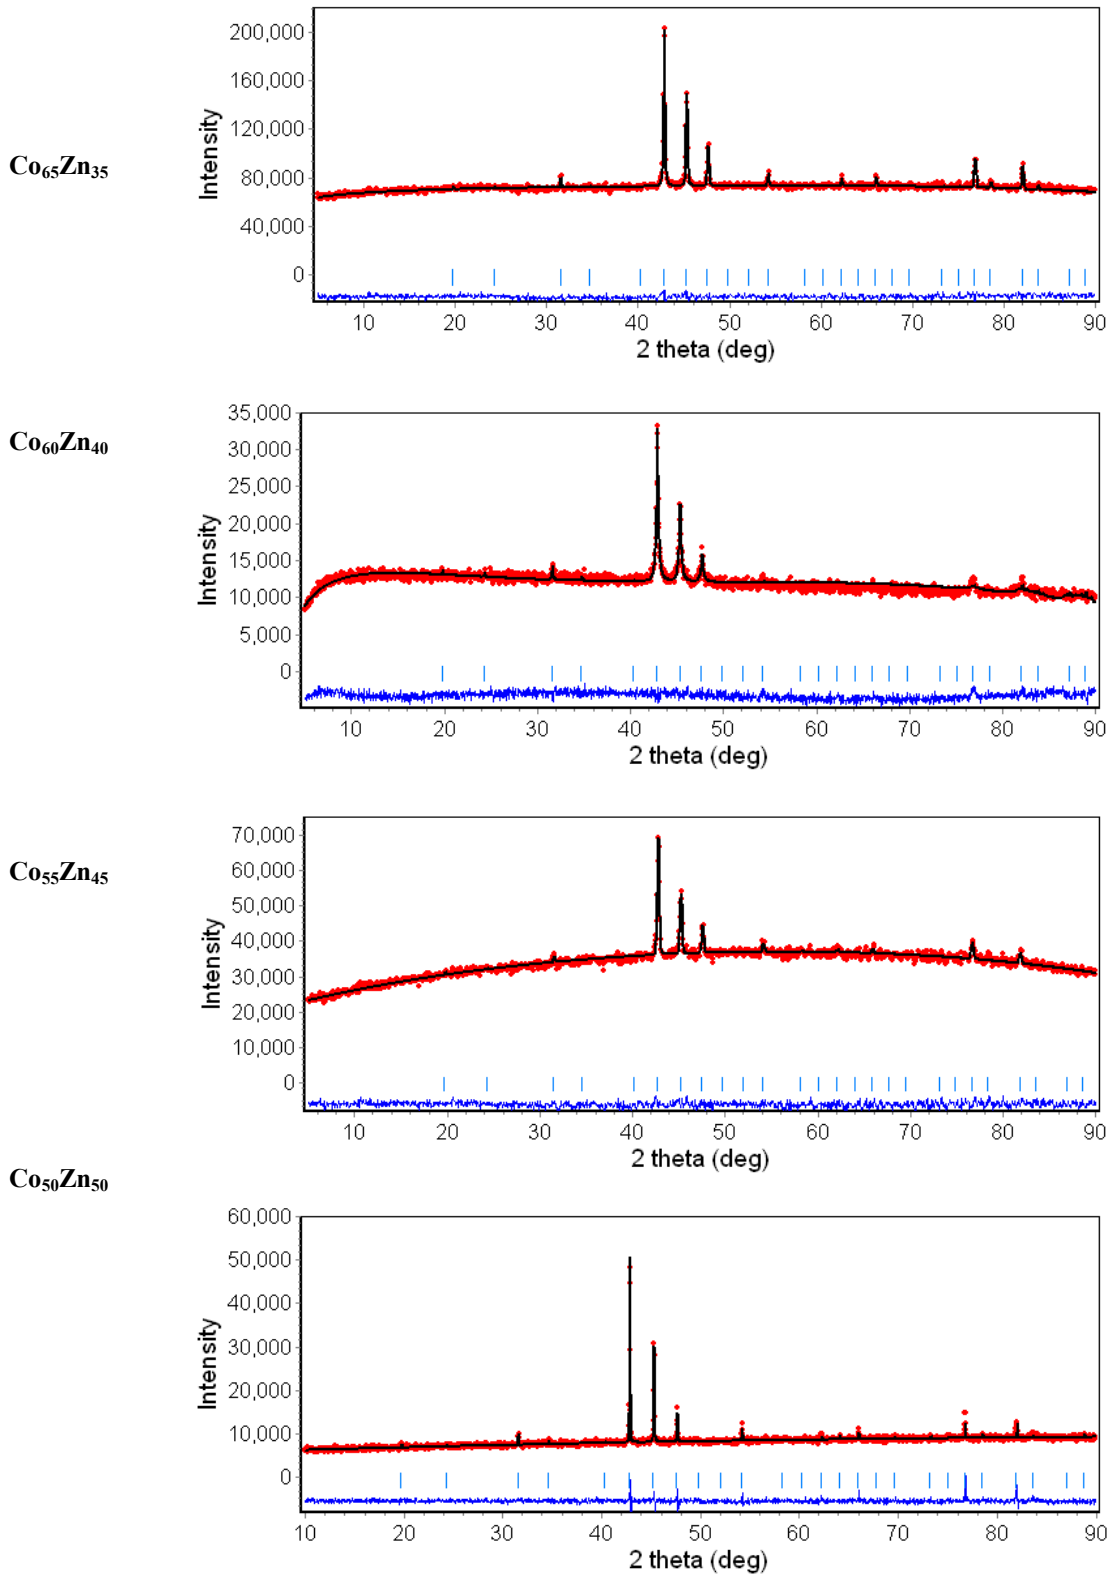 Co₆₅Zn₃₅
200,000
160,000
120,000
80,000
40,000
0
Intensity
10 20 30 40 50 60 70 80 90
2 theta (deg)
Co₆₀Zn₄₀
35,000
30,000
25,000
20,000
15,000
10,000
5,000
0
Intensity
10 20 30 40 50 60 70 80 90
2 theta (deg)
Co₅₅Zn₄₅
70,000
60,000
50,000
40,000
30,000
20,000
10,000
0
Intensity
10 20 30 40 50 60 70 80 90
2 theta (deg)
Co₅₀Zn₅₀
60,000
50,000
40,000
30,000
20,000
10,000
0
Intensity
10 20 30 40 50 60 70 80 90
2 theta (deg)